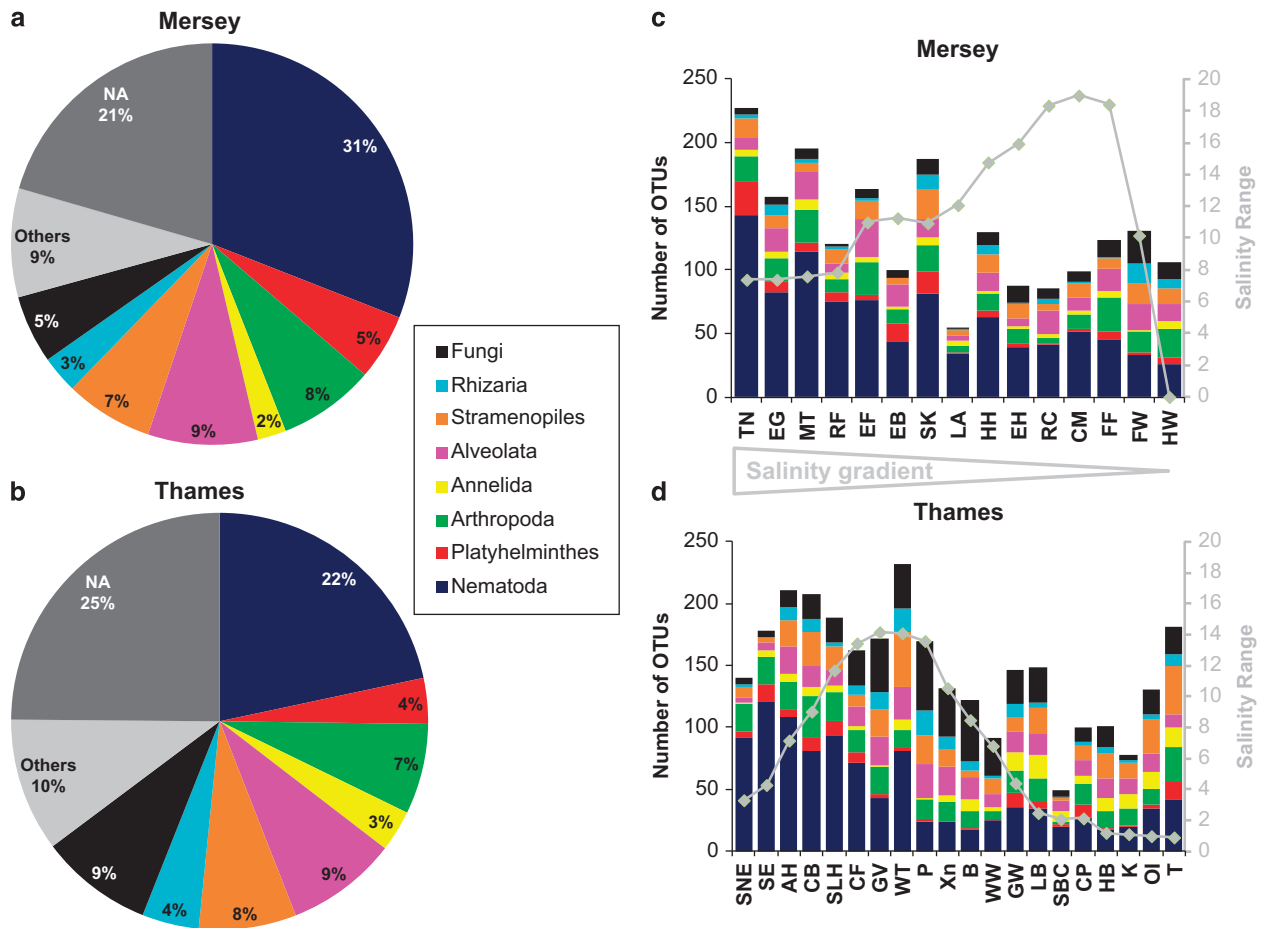 a
Mersey
NA
21%
31%
Others
9%
5%
5%
3%
8%
7%
2%
9%
b
Thames
NA
25%
22%
4%
Others
10%
7%
3%
9%
9%
4%
8%
Fungi
Rhizaria
Stramenopiles
Alveolata
Annelida
Arthropoda
Platyhelminthes
Nematoda
c
Mersey
Number of OTUs
250
200
150
100
50
0
20
18
16
14
12
10
8
6
4
2
0
Salinity Range
TN EG MT RF EF EB SK LA HH EH RC CM FF FW HW
Salinity gradient
d
Thames
Number of OTUs
250
200
150
100
50
0
20
18
16
14
12
10
8
6
4
2
0
Salinity Range
SNE SE AH CB SLH CF GV WT P Xn B WW GW LB SBC CP HB K OI T